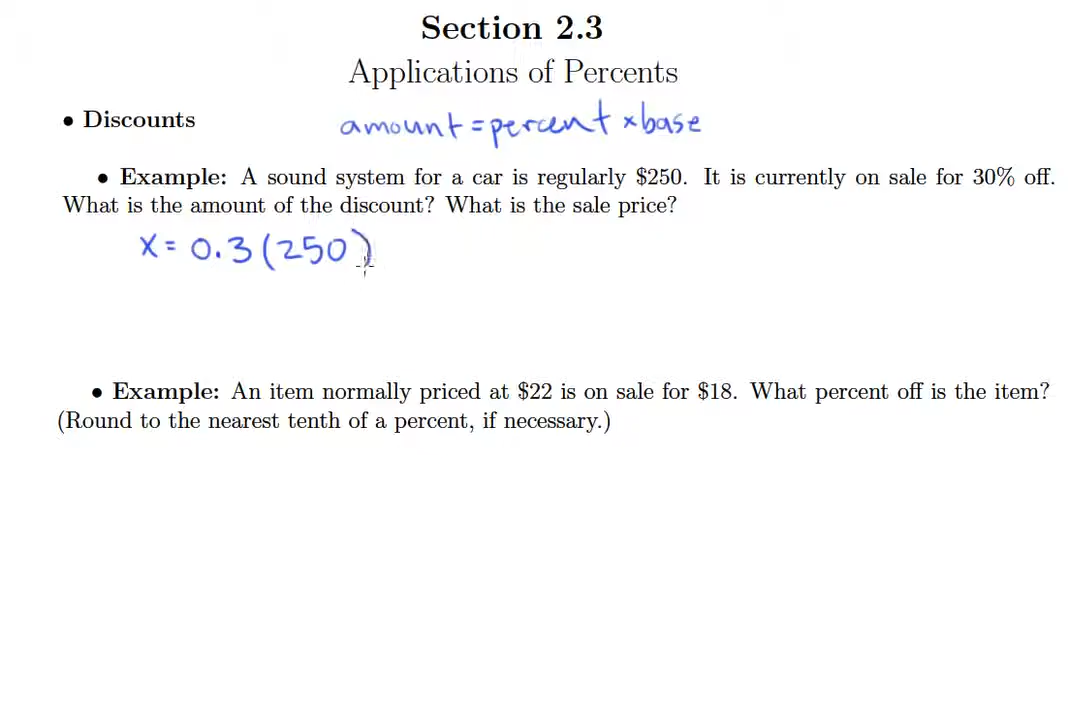 Section 2.3
Applications of Percents
• Discounts
amount = percent × base
• Example: A sound system for a car is regularly $250. It is currently on sale for 30% off.
What is the amount of the discount? What is the sale price?
x = 0.3(250)
• Example: An item normally priced at $22 is on sale for $18. What percent off is the item?
(Round to the nearest tenth of a percent, if necessary.)